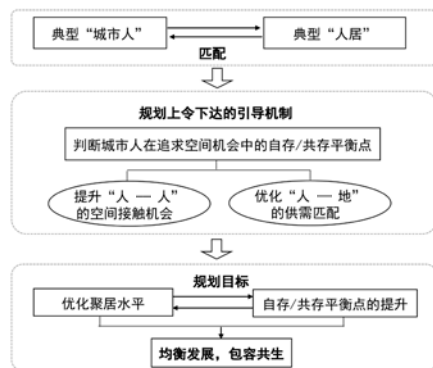 典型“城市人”
典型“人居”
匹配
规划上令下达的引导机制
判断城市人在追求空间机会中的自存/共存平衡点
提升“人 — 人”
的空间接触机会
优化“人 — 地”
的供需匹配
规划目标
优化聚居水平
自存/共存平衡点的提升
均衡发展，包容共生